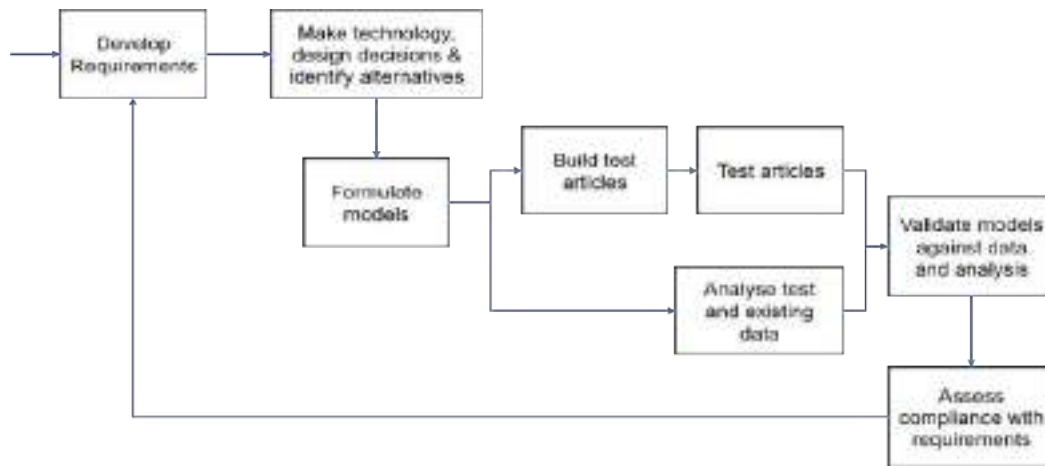 Develop
Requirements
Make technology,
design decisions &
identify alternatives
Formulate
models
Build test
articles
Test articles
Validate models
against data
and analysis
Analyse test
and existing
data
Assess
compliance with
requirements